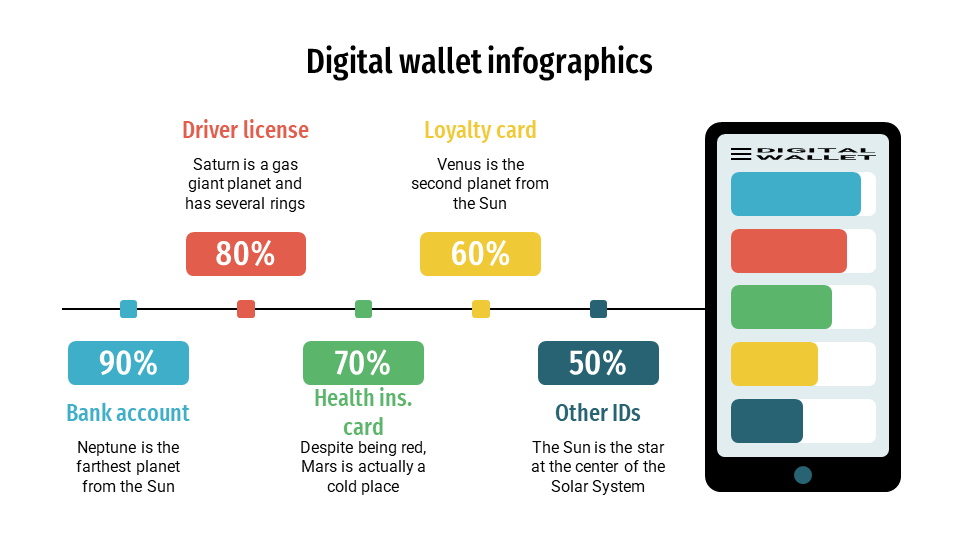 Digital wallet infographics
Driver license
Saturn is a gas
giant planet and
has several rings
80%
Loyalty card
Venus is the
second planet from
the Sun
60%
90%
Bank account
Neptune is the
farthest planet
from the Sun
70%
Health ins.
card
Despite being red,
Mars is actually a
cold place
50%
Other IDs
The Sun is the star
at the center of the
Solar System
DIGITAL
WALLET